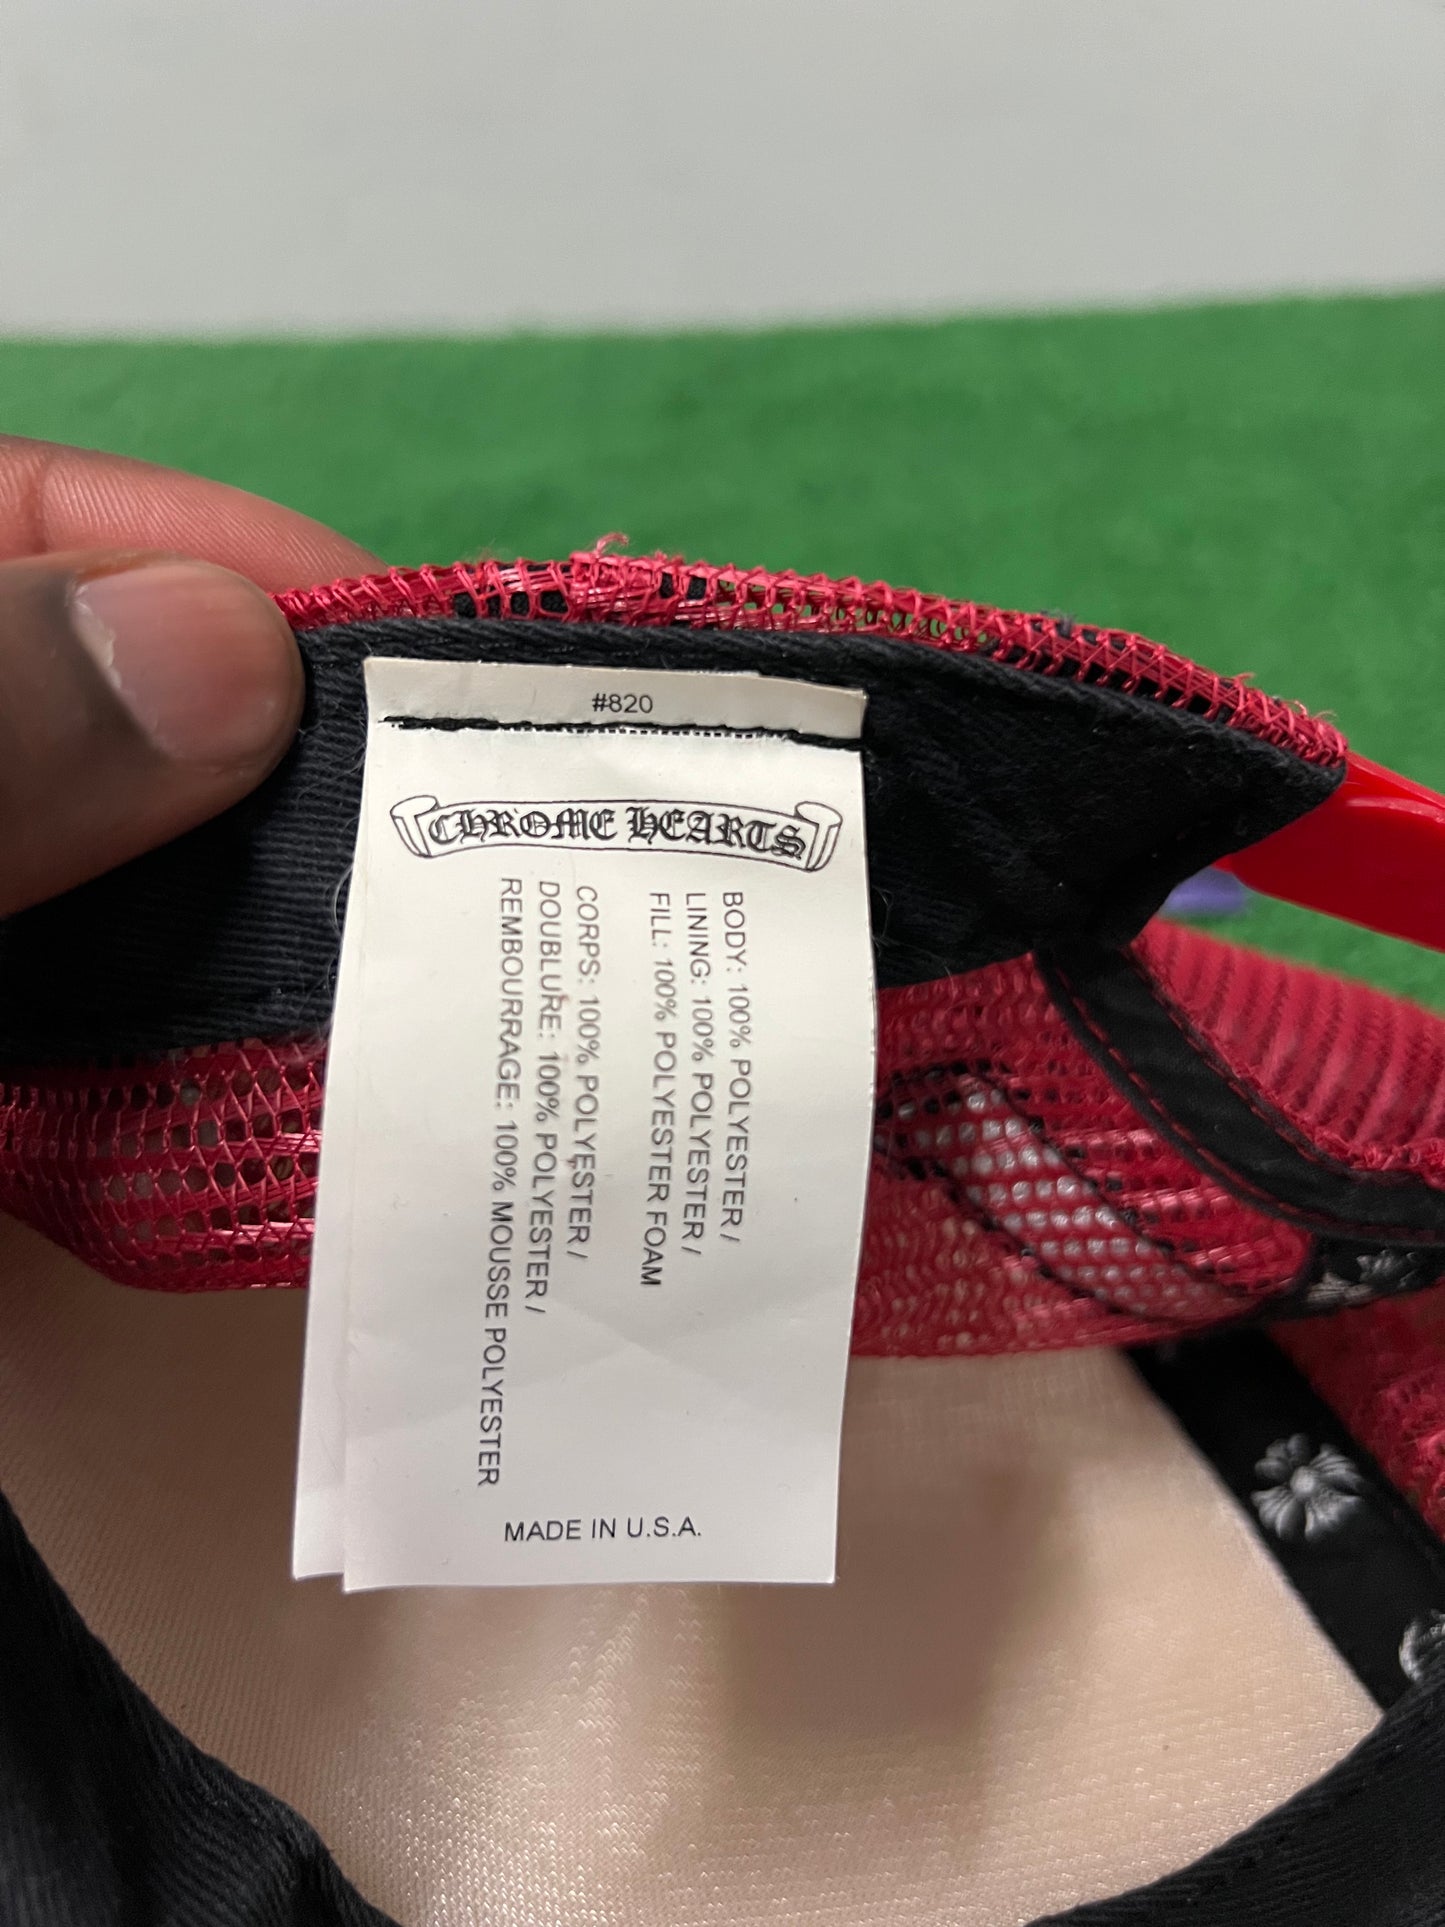 #820
CHROME HEARTS
BODY: 100% POLYESTER /
LINING: 100% POLYESTER /
FILL: 100% POLYESTER FOAM
CORPS: 100% POLYESTER /
DOUBLURE: 100% POLYESTER /
REMBOURRAGE: 100% MOUSSE POLYESTER
MADE IN U.S.A.